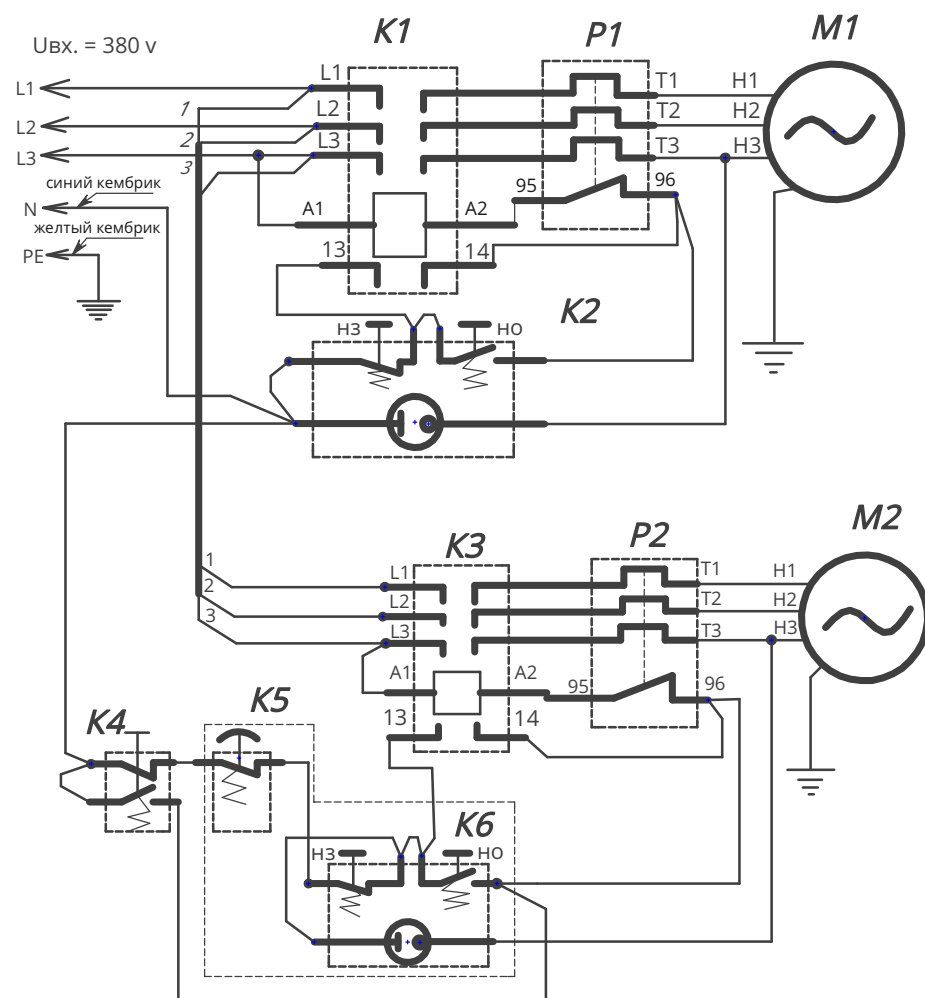 K1
P1
M1
Uвх. = 380 v
L1
L1
T1
H1
1
L2
L2
T2
H2
2
L3
L3
T3
H3
3
синий кембрик
95
96
N
A1
A2
желтый кембрик
13
14
PE
K2
НЗ
НО
M2
P2
K3
1
L1
T1
H1
2
L2
T2
H2
3
L3
T3
H3
A1
A2
95
96
K5
K4
13
14
K6
НЗ
НО